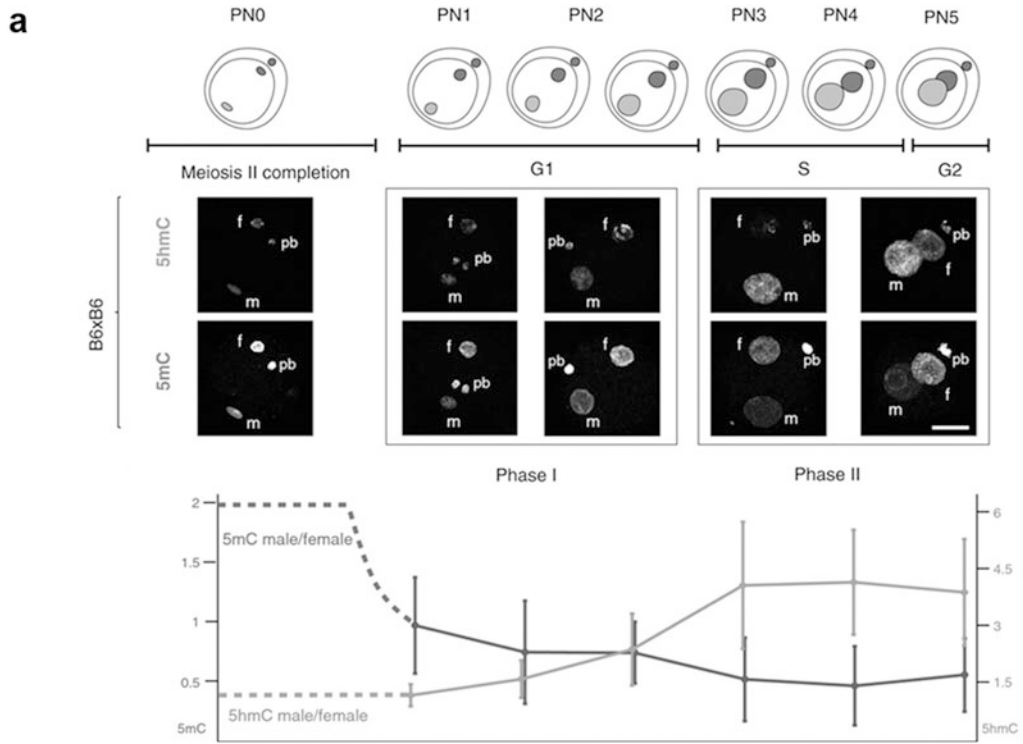 a
PN0 PN1 PN2 PN3 PN4 PN5
Meiosis II completion G1 S G2
B6xB6
5hmC
f pb m
f pb m
f pb m
f pb m
f pb m
5mC
f pb m
f pb m
f pb m
f pb m
f pb m
Phase I Phase II
2
1.5
1
0.5
5mC
5mC male/female
5hmC male/female
6
4.5
3
1.5
5hmC